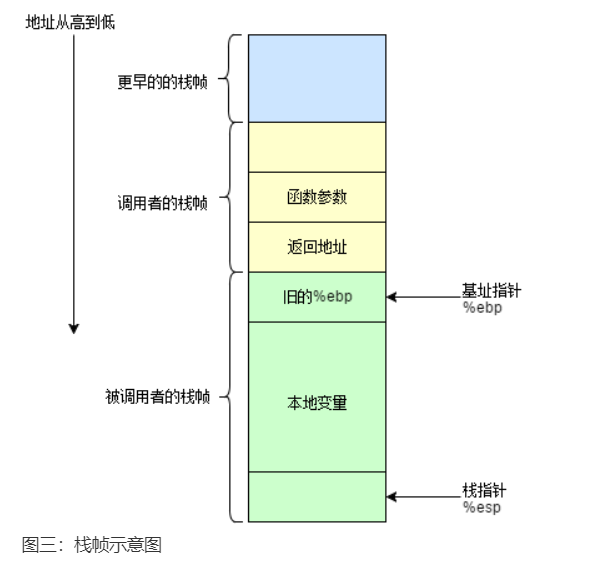 地址从高到低
更早的的栈帧
调用者的栈帧
函数参数
返回地址
旧的%ebp
基址指针
%ebp
被调用者的栈帧
本地变量
栈指针
%esp
图三：栈帧示意图